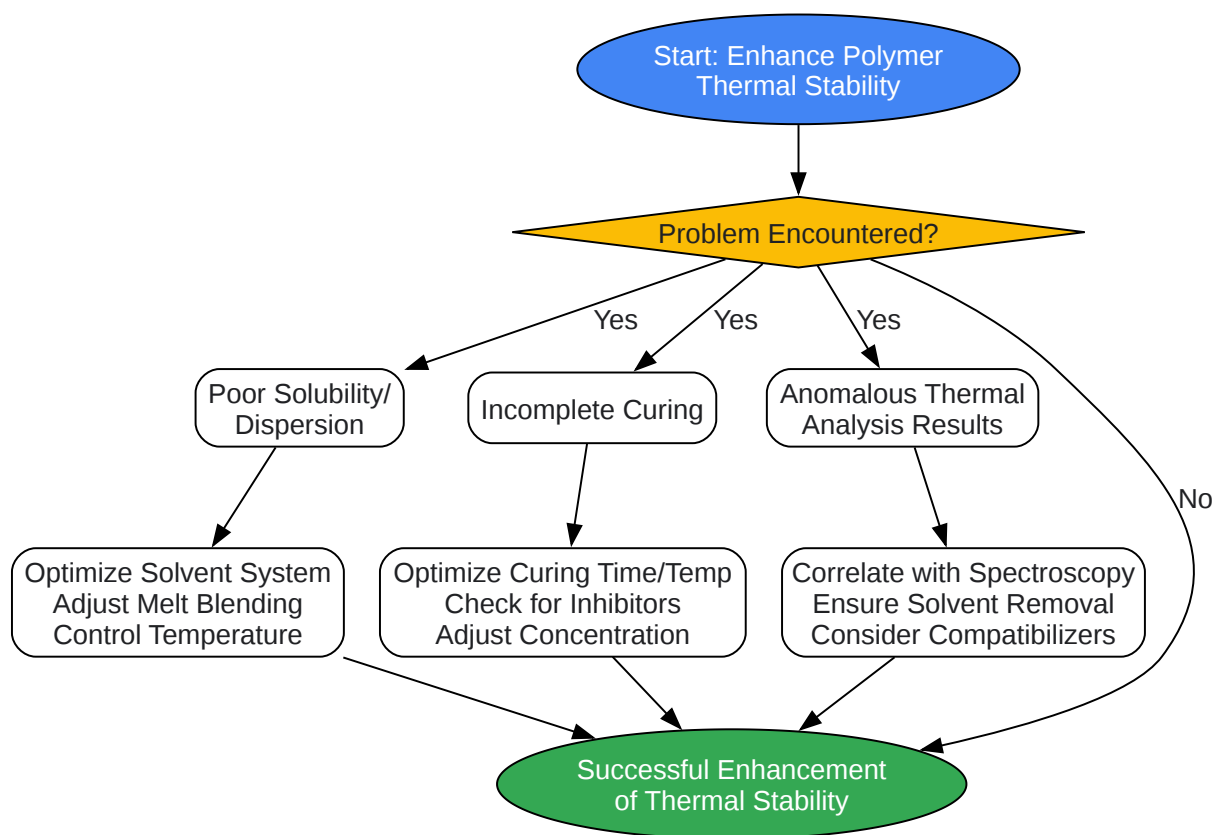 Start: Enhance Polymer
Thermal Stability
Problem Encountered?
Yes
Yes
Yes
No
Poor Solubility/
Dispersion
Incomplete Curing
Anomalous Thermal
Analysis Results
Optimize Solvent System
Adjust Melt Blending
Control Temperature
Optimize Curing Time/Temp
Check for Inhibitors
Adjust Concentration
Correlate with Spectroscopy
Ensure Solvent Removal
Consider Compatibilizers
Successful Enhancement
of Thermal Stability